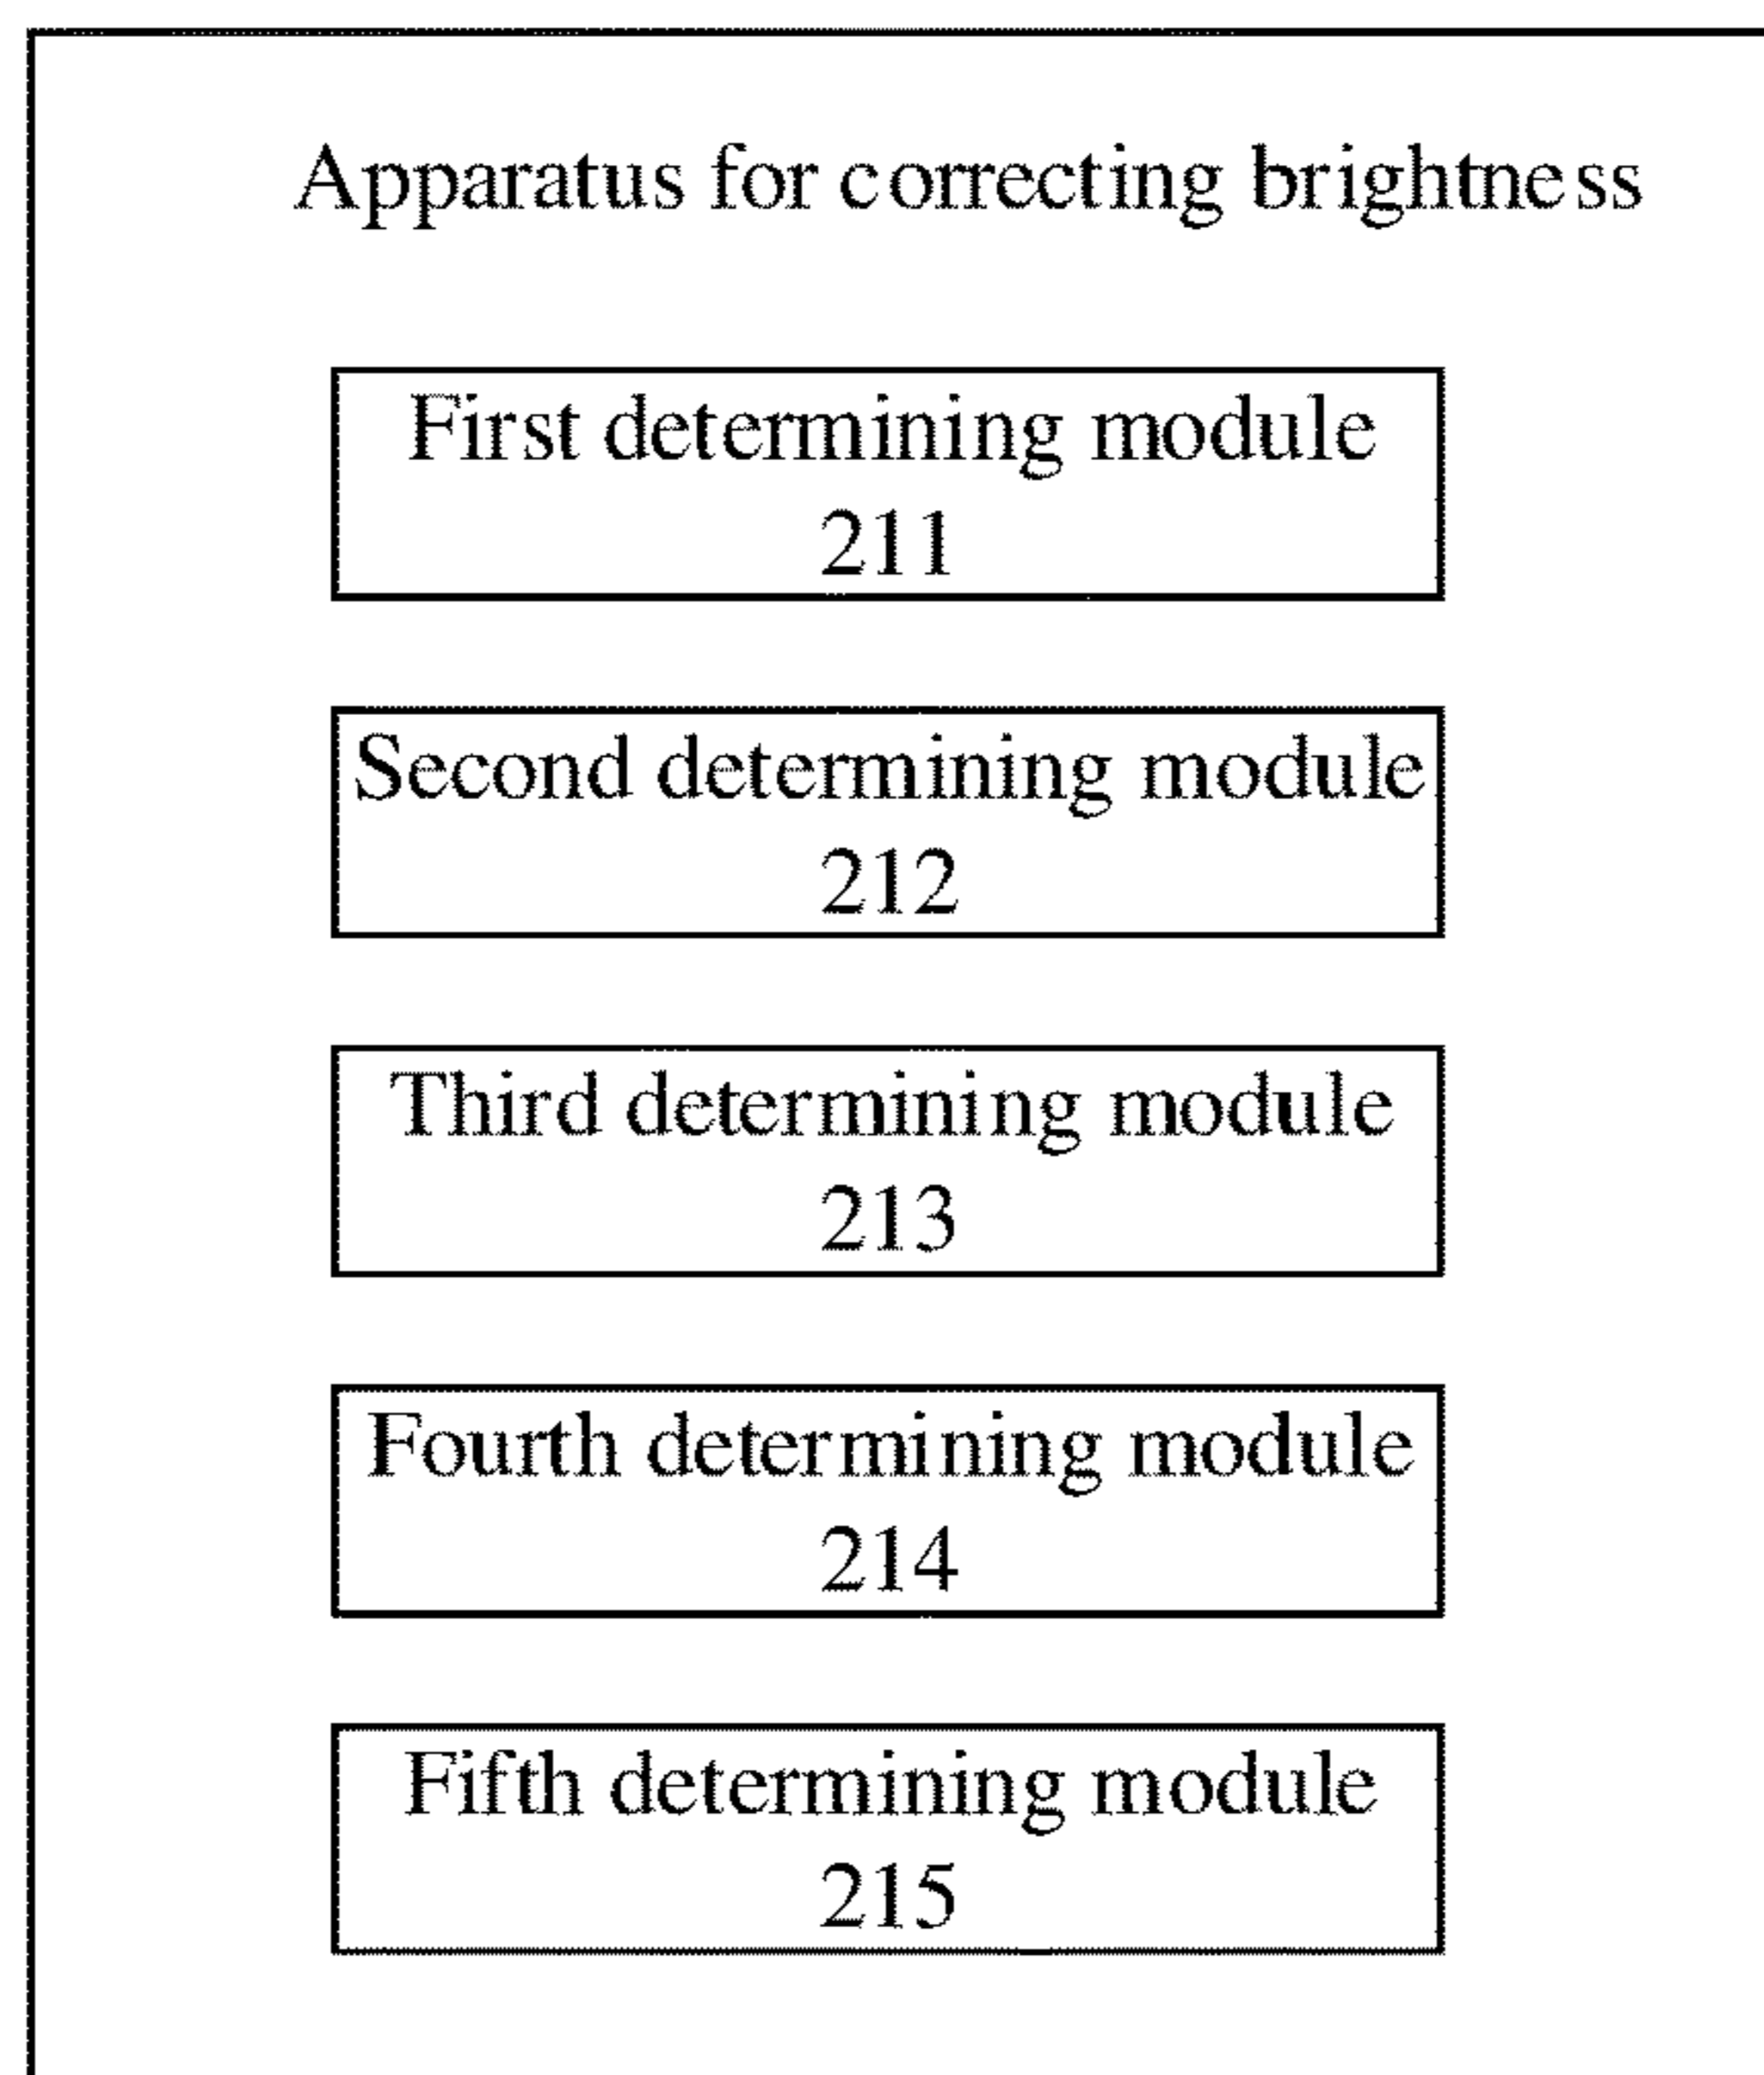 Apparatus for correcting brightness
First determining module
211
Second determining module
212
Third determining module
213
Fourth determining module
214
Fifth determining module
215